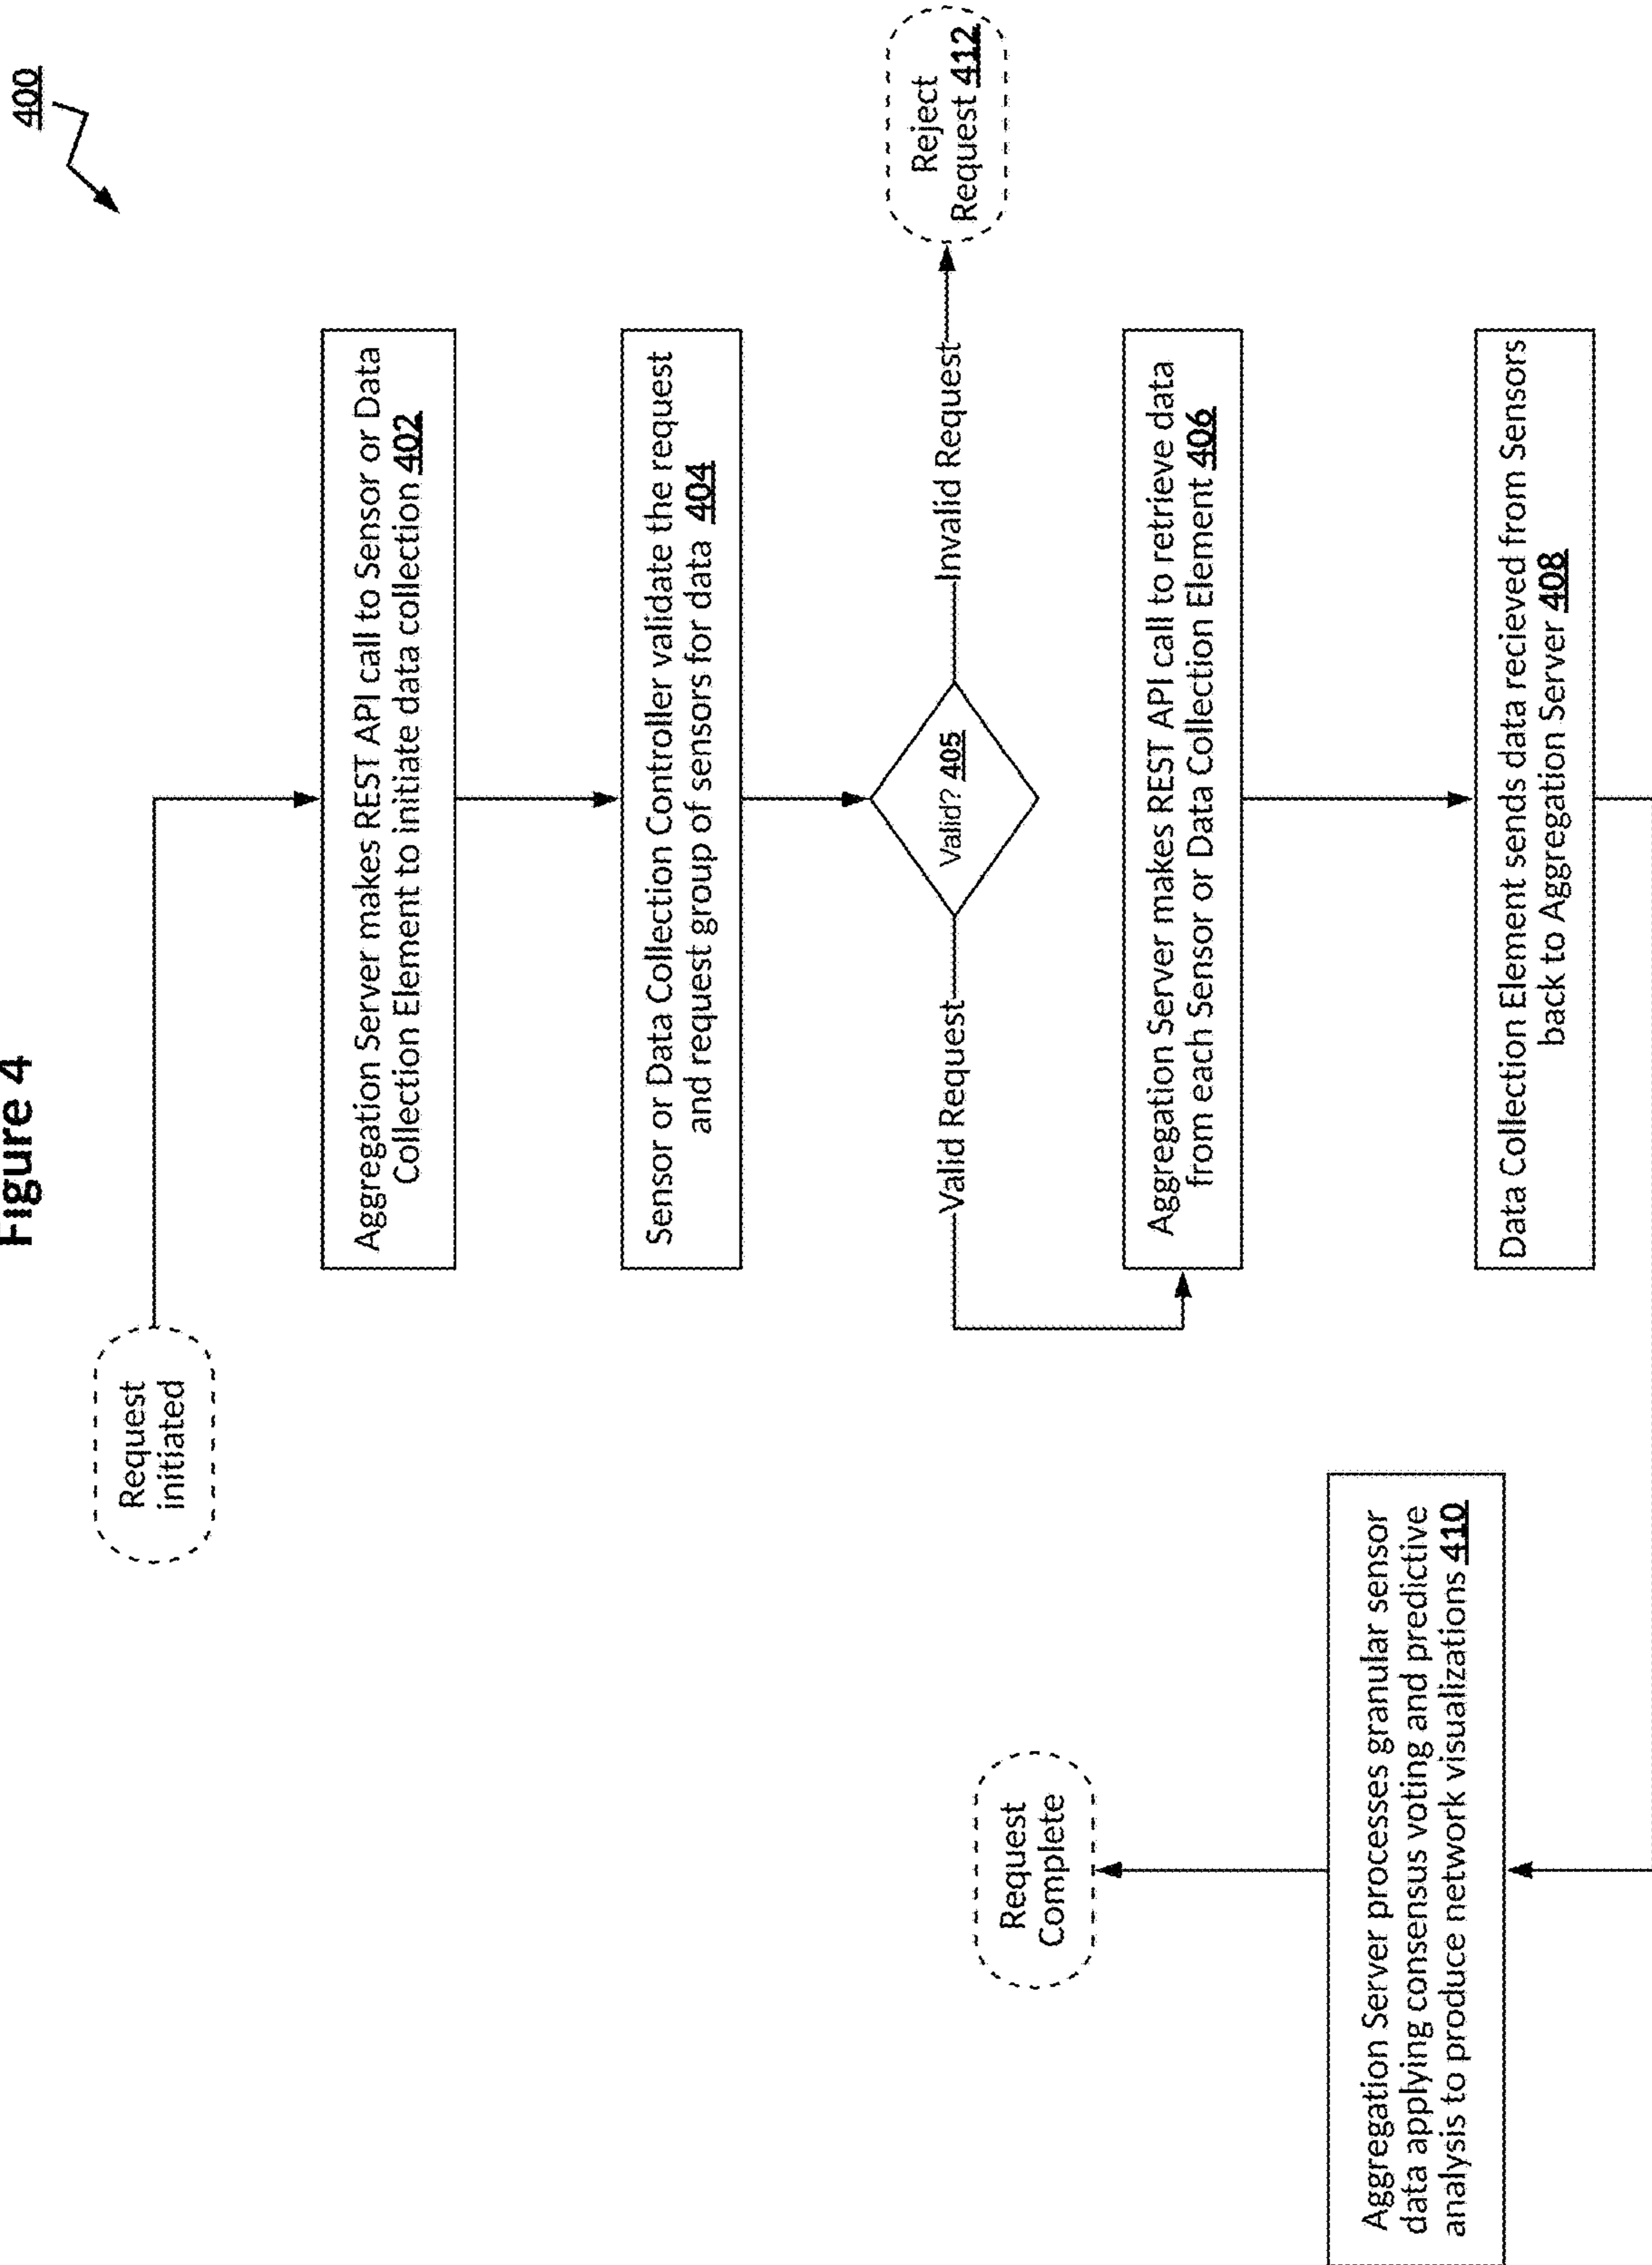 Figure 4
400
Request
initiated
Aggregation Server makes REST API call to Sensor or Data
Collection Element to initiate data collection 402
Sensor or Data Collection Controller validate the request
and request group of sensors for data 404
Valid? 405
Valid Request
Invalid Request
Reject
Request 412
Aggregation Server makes REST API call to retrieve data
from each Sensor or Data Collection Element 406
Data Collection Element sends data recieved from Sensors
back to Aggregation Server 408
Aggregation Server processes granular sensor
data applying consensus voting and predictive
analysis to produce network visualizations 410
Request
Complete